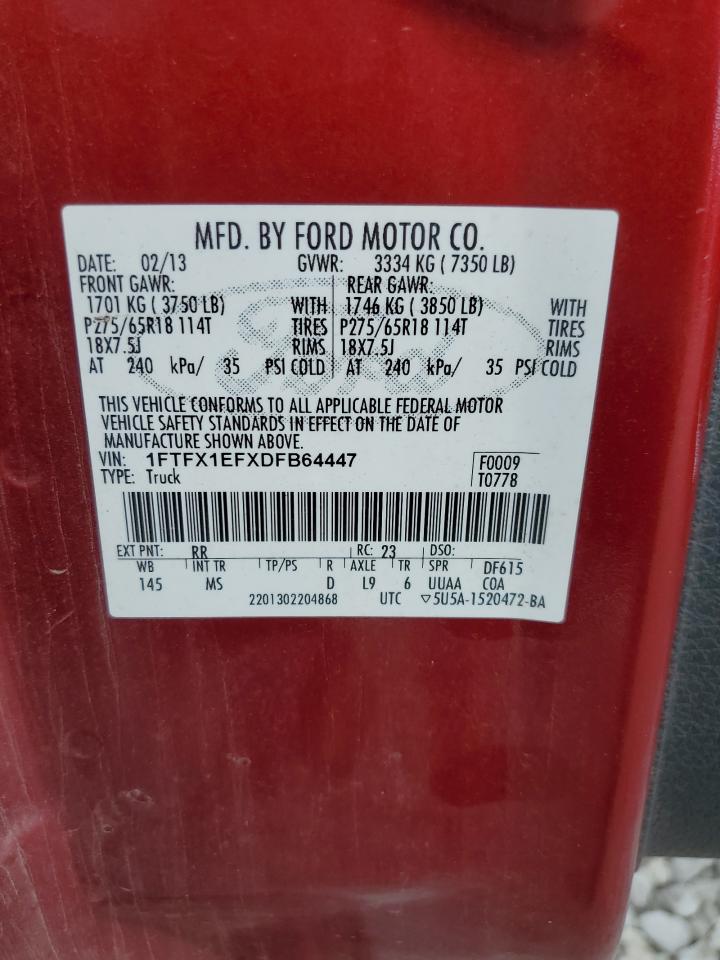 MFD. BY FORD MOTOR CO.
DATE: 02/13 GVWR: 3334 KG ( 7350 LB)
FRONT GAWR: REAR GAWR:
1701 KG ( 3750 LB) WITH 1746 KG ( 3850 LB) WITH
P275/65R18 114T TIRES P275/65R18 114T TIRES
18X7.5J RIMS 18X7.5J RIMS
AT 240 kPa/ 35 PSI COLD AT 240 kPa/ 35 PSI COLD
Ford
THIS VEHICLE CONFORMS TO ALL APPLICABLE FEDERAL MOTOR
VEHICLE SAFETY STANDARDS IN EFFECT ON THE DATE OF
MANUFACTURE SHOWN ABOVE.
VIN: 1FTFX1EFXDFB64447 F0009
TYPE: Truck T0778
EXT PNT: RR RC: 23 DSO:
WB INT TR TP/PS R AXLE TR SPR DF615
145 MS D L9 6 UUAA COA
2201302204868 UTC ▽5U5A-1520472-BA